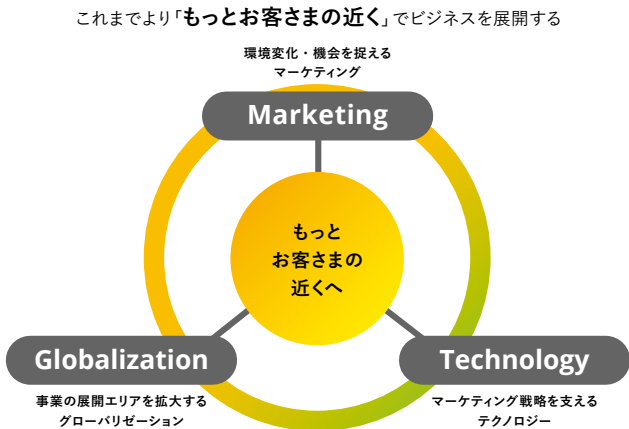 これまでより「もっとお客さまの近く」でビジネスを展開する
環境変化・機会を捉える
マーケティング
Marketing
もっと
お客さまの
近くへ
Globalization
事業の展開エリアを拡大する
グローバリゼーション
Technology
マーケティング戦略を支える
テクノロジー